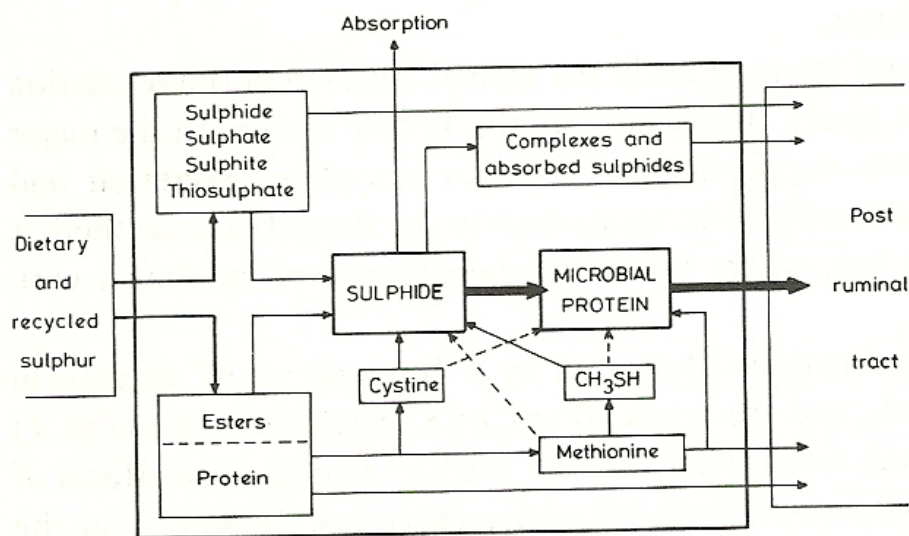 Absorption
Sulphide
Sulphate
Sulphite
Thiosulphate
Complexes and
absorbed sulphides
Dietary
and
recycled
sulphur
SULPHIDE
MICROBIAL
PROTEIN
Post
ruminal
tract
Cystine
CH₃SH
Esters
Protein
Methionine